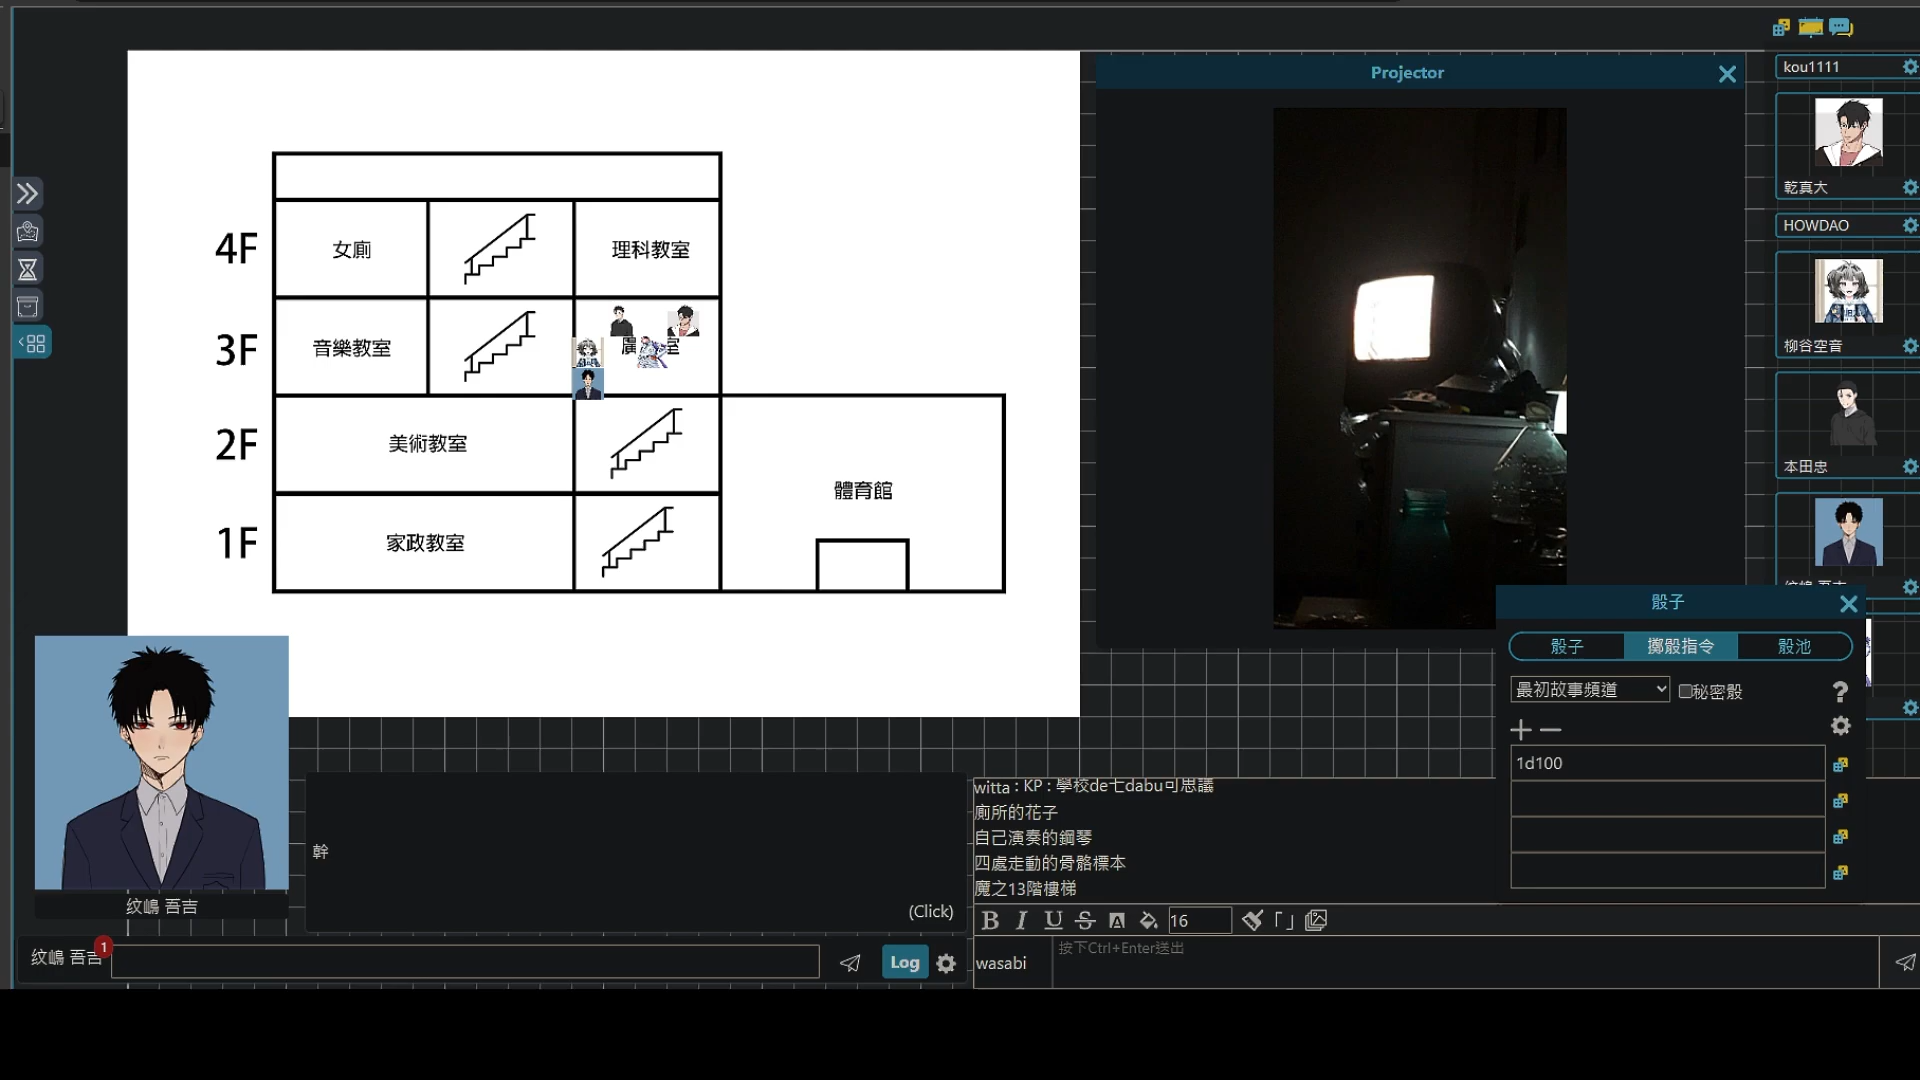 Projector
kou1111
乾真大
HOWDAO
柳谷空音
本田忠
4F
女廁
理科教室
3F
音樂教室
室
2F
美術教室
體育館
1F
家政教室
骰子
骰子
擲骰指令
骰池
最初故事頻道
秘密骰
?
1d100
幹
(Click)
纹嶋 吾吉
witta : KP : 學校de七dabu可思議
廁所的花子
自己演奏的鋼琴
四處走動的骨骼標本
魔之13階樓梯
B I U S A 16 「」
纹嶋 吾吉
1
Log
wasabi
按下Ctrl+Enter送出